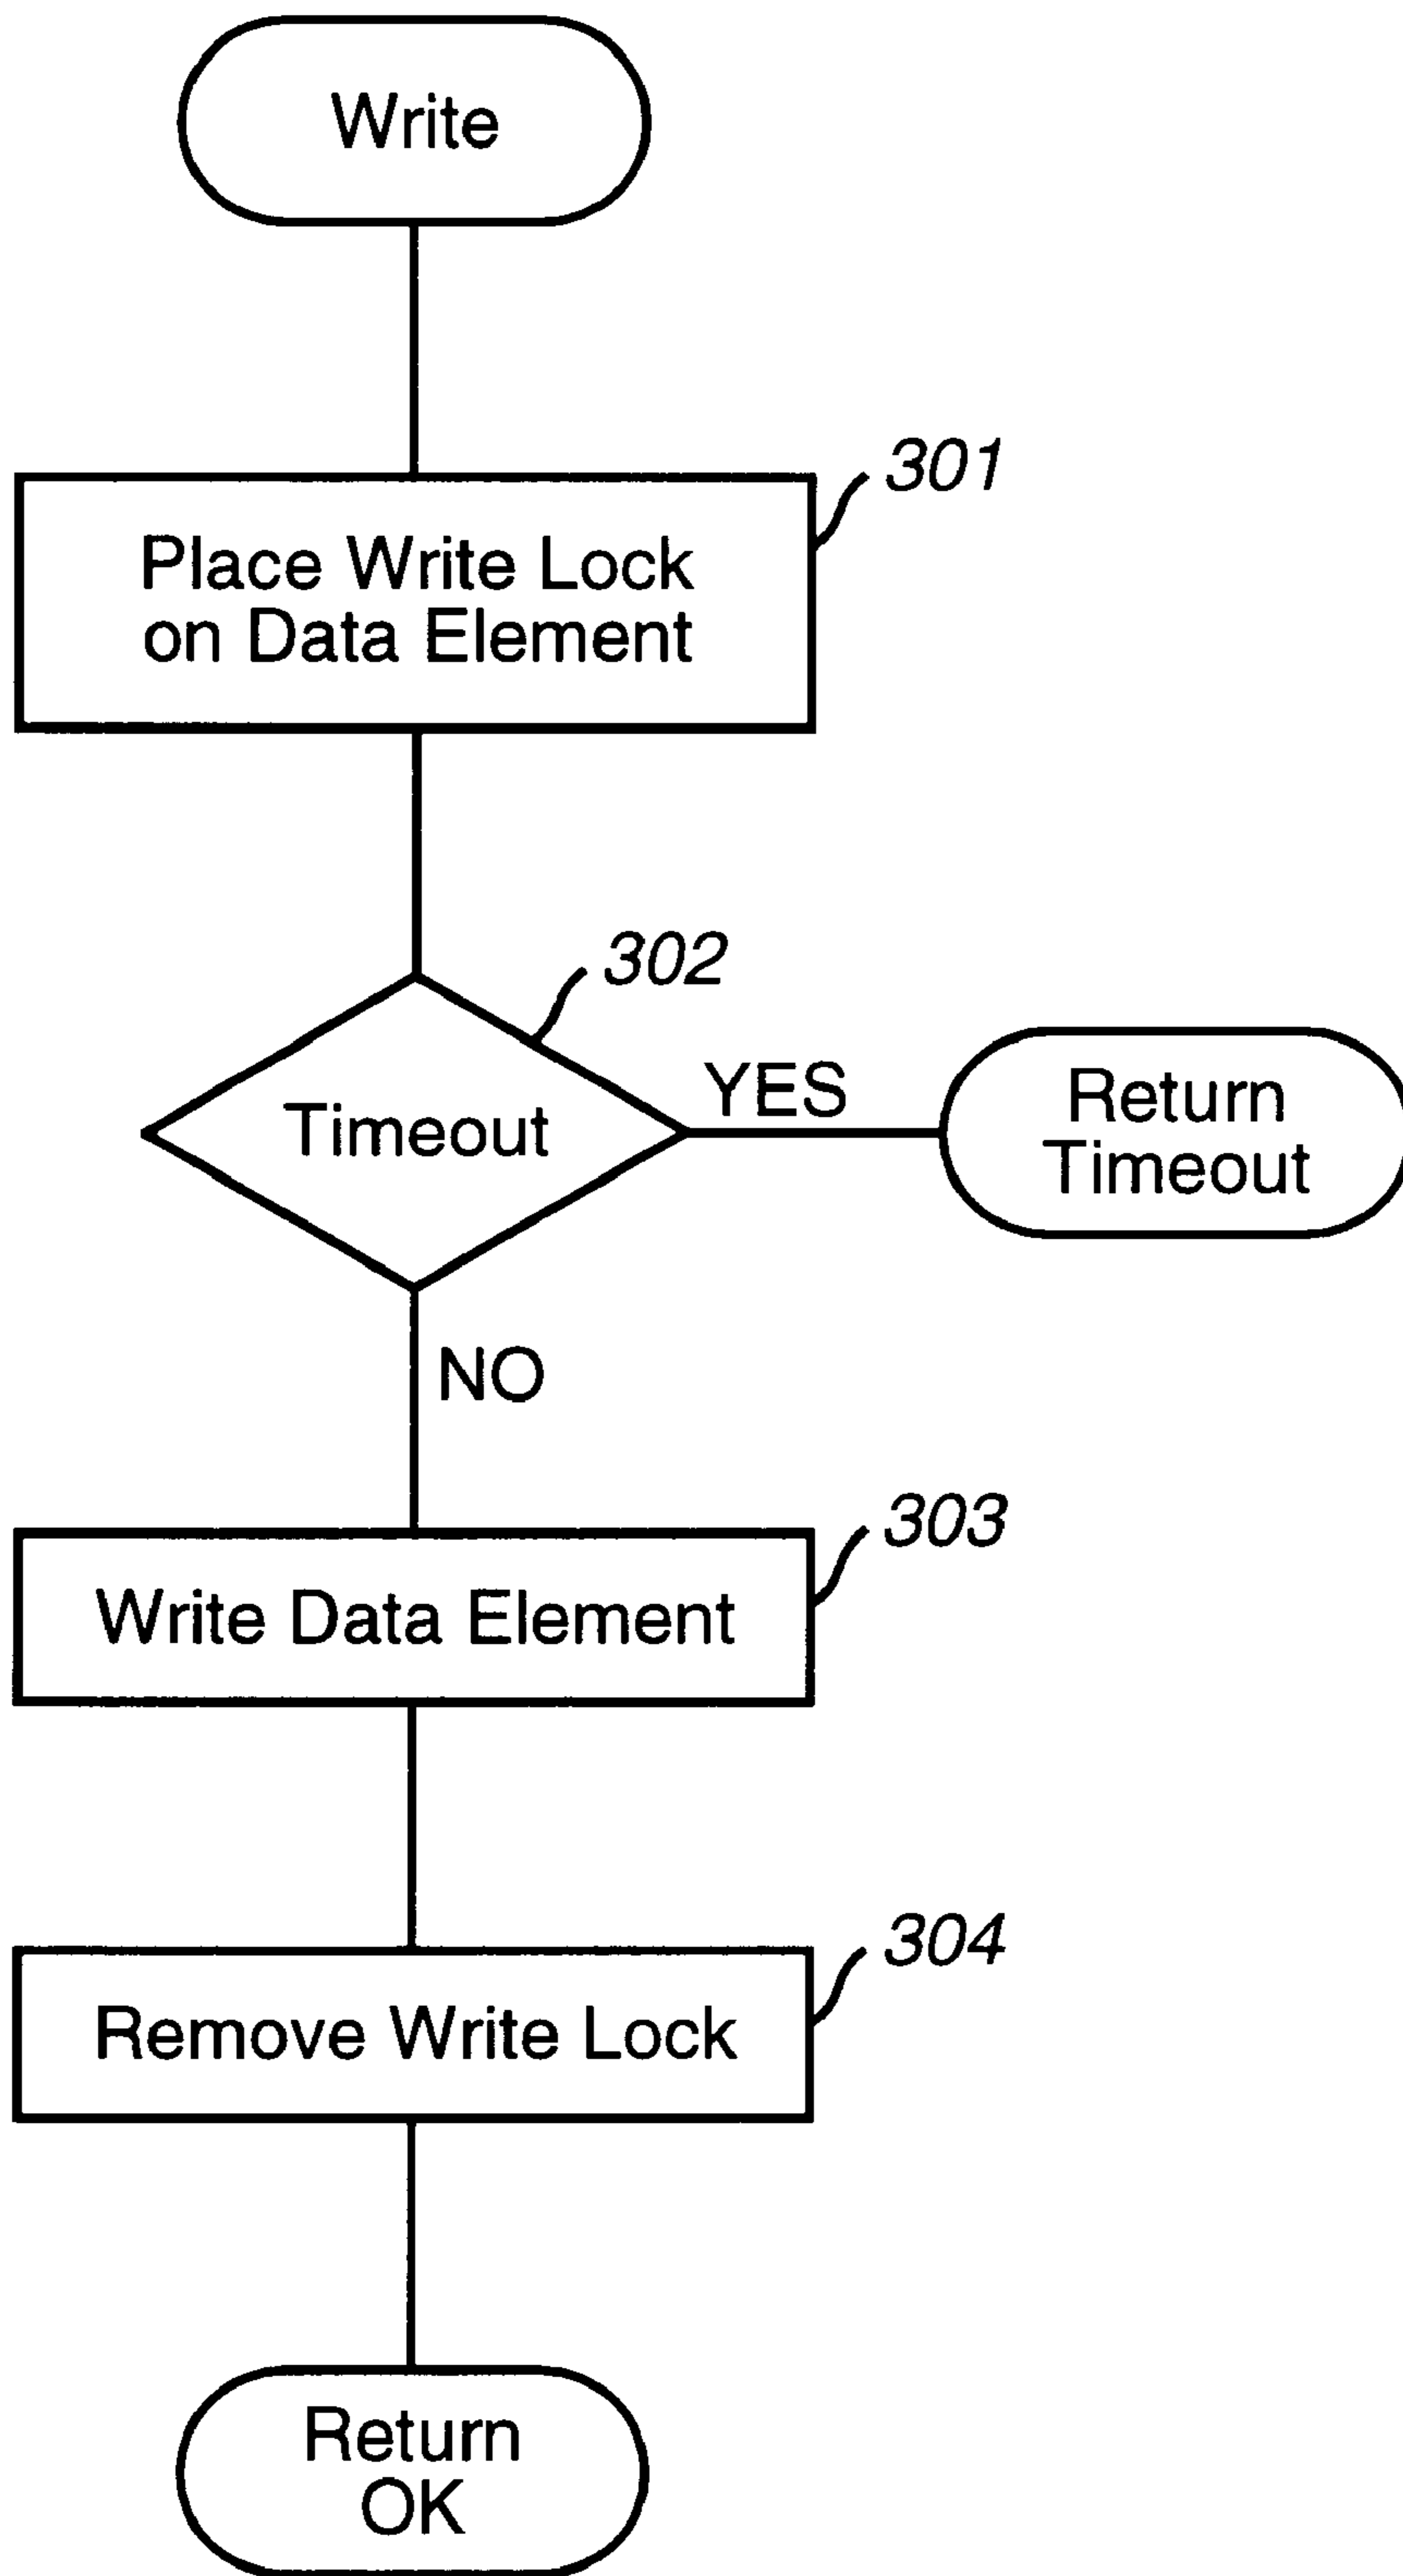 Write
301
Place Write Lock
on Data Element
302
Timeout
YES
Return
Timeout
NO
303
Write Data Element
304
Remove Write Lock
Return
OK